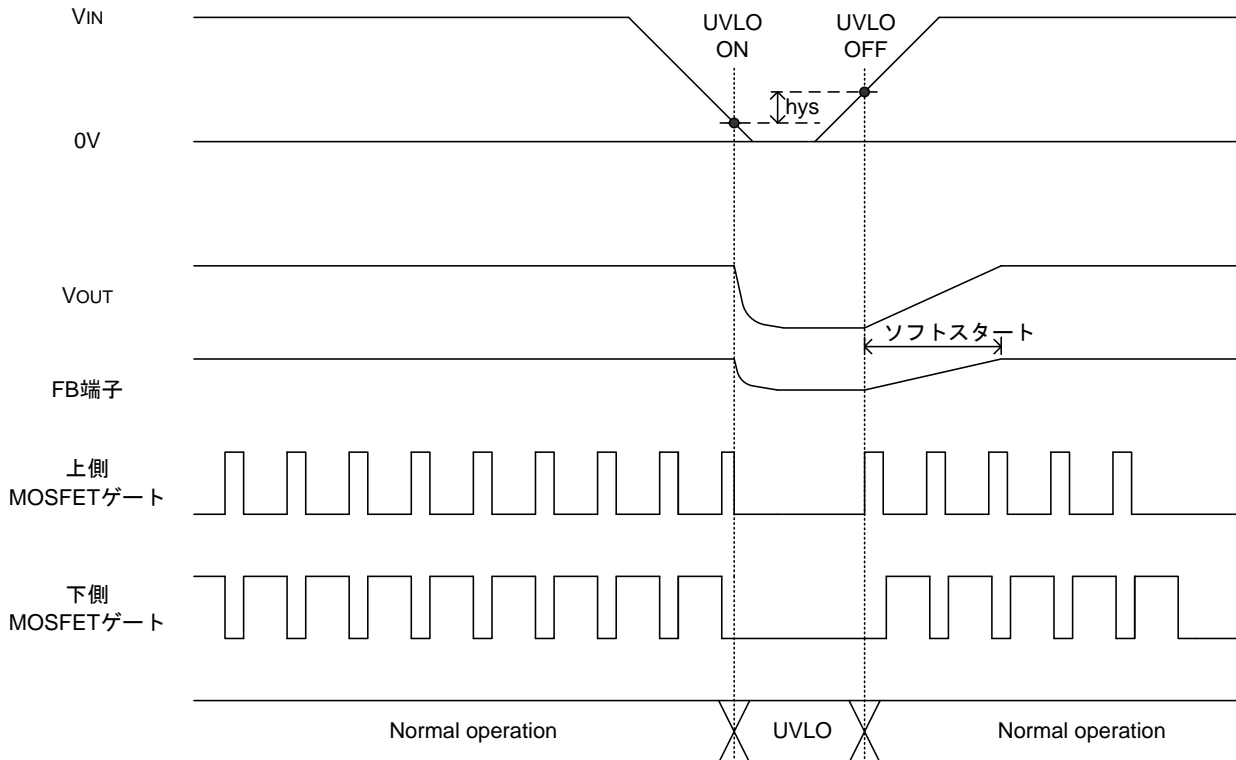 VIN
UVLO
ON
UVLO
OFF
hys
0V
VOUT
ソフトスタート
FB端子
上側
MOSFETゲート
下側
MOSFETゲート
Normal operation
UVLO
Normal operation